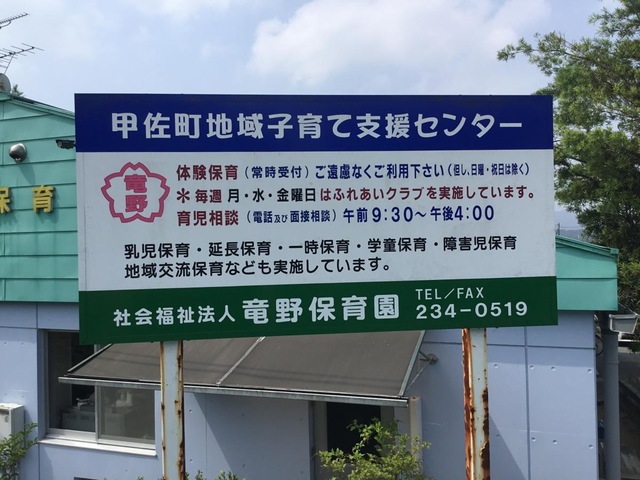 甲佐町地域子育て支援センター
竜野
体験保育(常時受付)ご遠慮なくご利用下さい(但し、日曜・祝日は除く)
*毎週 月・水・金曜日はふれあいクラブを実施しています。
育児相談(電話及び面接相談)午前9:30~午後4:00
乳児保育・延長保育・一時保育・学童保育・障害児保育
地域交流保育なども実施しています。
社会福祉法人 竜野保育園 TEL/FAX
234-0519
保育